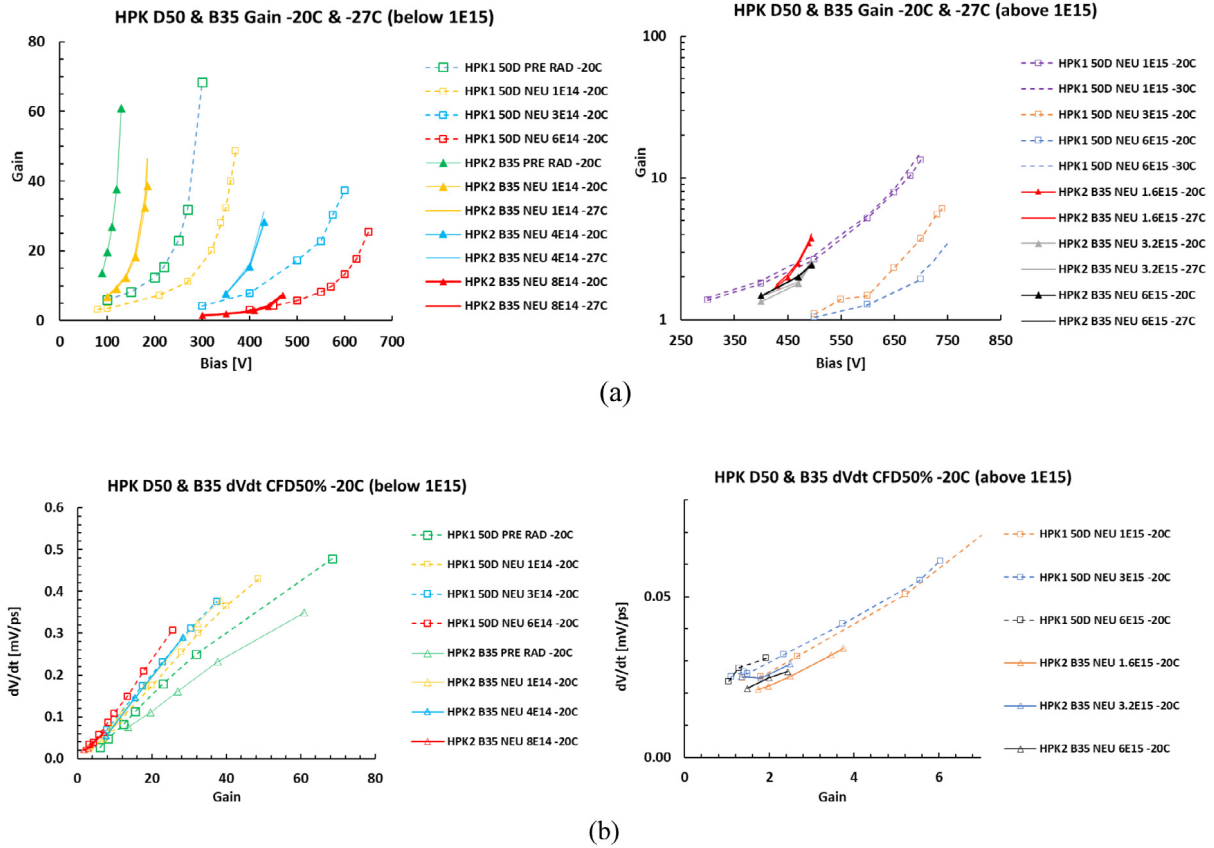 HPK D50 & B35 Gain -20C & -27C (below 1E15)
80
60
40
20
0
Gain
0 100 200 300 400 500 600 700
Bias [V]
HPK1 50D PRE RAD -20C
HPK1 50D NEU 1E14 -20C
HPK1 50D NEU 3E14 -20C
HPK1 50D NEU 6E14 -20C
HPK2 B35 PRE RAD -20C
HPK2 B35 NEU 1E14 -20C
HPK2 B35 NEU 1E14 -27C
HPK2 B35 NEU 4E14 -20C
HPK2 B35 NEU 4E14 -27C
HPK2 B35 NEU 8E14 -20C
HPK2 B35 NEU 8E14 -27C
HPK D50 & B35 Gain -20C & -27C (above 1E15)
100
10
1
Gain
250 350 450 550 650 750 850
Bias [V]
HPK1 50D NEU 1E15 -20C
HPK1 50D NEU 1E15 -30C
HPK1 50D NEU 3E15 -20C
HPK1 50D NEU 6E15 -20C
HPK1 50D NEU 6E15 -30C
HPK2 B35 NEU 1.6E15 -20C
HPK2 B35 NEU 1.6E15 -27C
HPK2 B35 NEU 3.2E15 -20C
HPK2 B35 NEU 3.2E15 -27C
HPK2 B35 NEU 6E15 -20C
HPK2 B35 NEU 6E15 -27C
(a)
HPK D50 & B35 dVdt CFD50% -20C (below 1E15)
0.6
0.5
0.4
0.3
0.2
0.1
0.0
dV/dt [mV/ps]
0 20 40 60 80
Gain
HPK1 50D PRE RAD -20C
HPK1 50D NEU 1E14 -20C
HPK1 50D NEU 3E14 -20C
HPK1 50D NEU 6E14 -20C
HPK2 B35 PRE RAD -20C
HPK2 B35 NEU 1E14 -20C
HPK2 B35 NEU 4E14 -20C
HPK2 B35 NEU 8E14 -20C
HPK D50 & B35 dVdt CFD50% -20C (above 1E15)
0.05
0.00
dV/dt [mV/ps]
0 2 4 6
Gain
HPK1 50D NEU 1E15 -20C
HPK1 50D NEU 3E15 -20C
HPK1 50D NEU 6E15 -20C
HPK2 B35 NEU 1.6E15 -20C
HPK2 B35 NEU 3.2E15 -20C
HPK2 B35 NEU 6E15 -20C
(b)